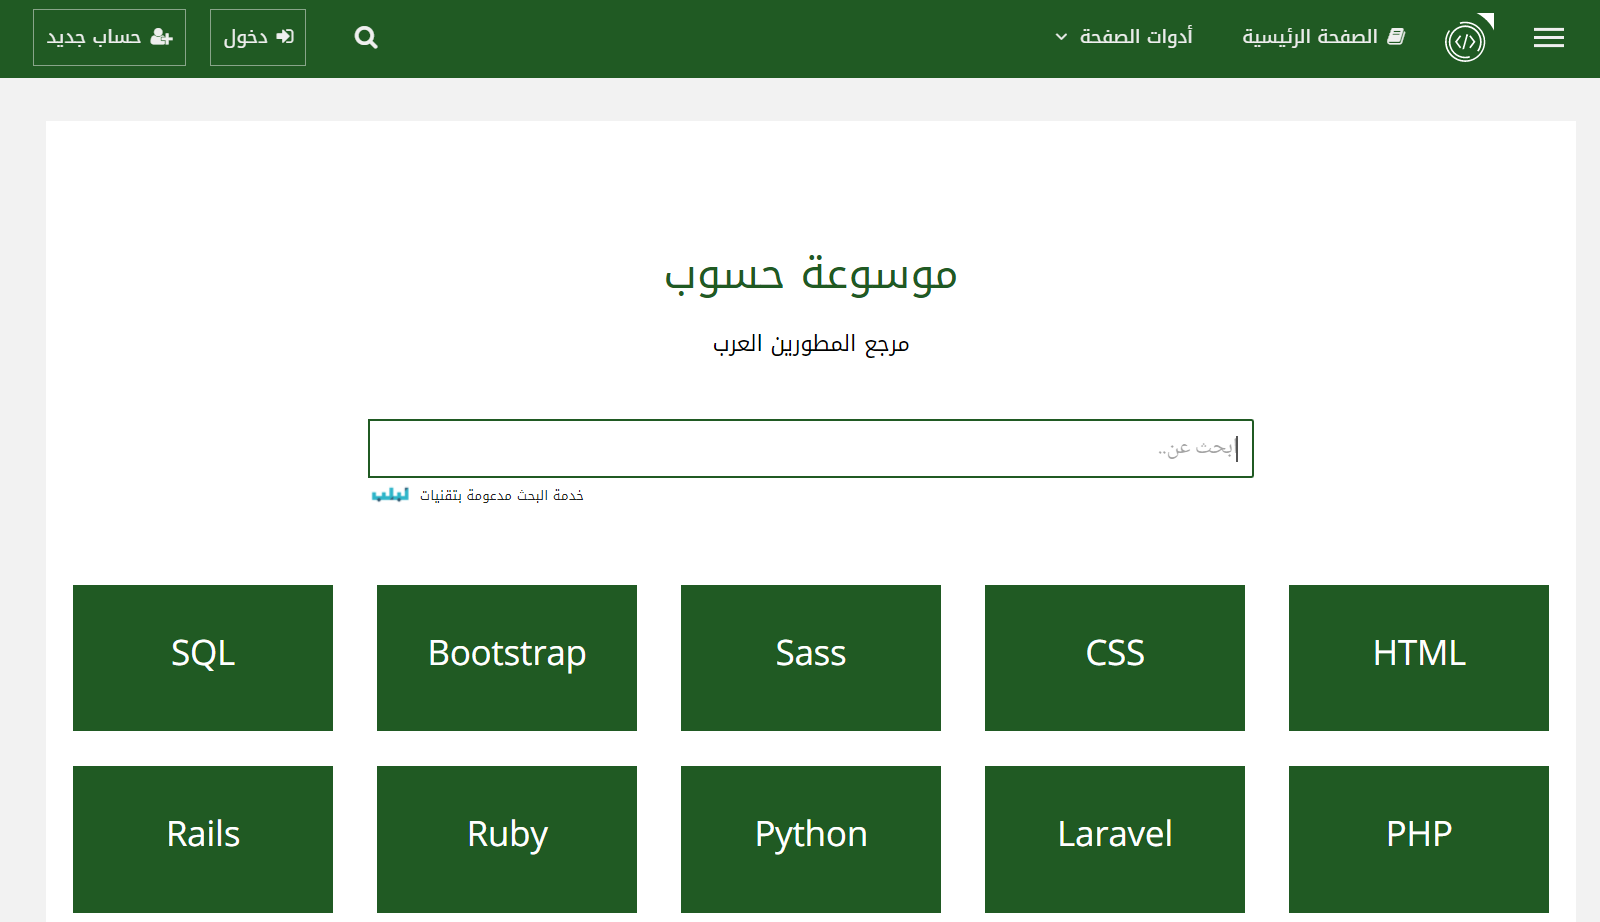 الصفحة الرئيسية
أدوات الصفحة
دخول
حساب جديد
موسوعة حسوب
مرجع المطورين العرب
ابحث عن..
خدمة البحث مدعومة بتقنيات لبلب
HTML
CSS
Sass
Bootstrap
SQL
PHP
Laravel
Python
Ruby
Rails